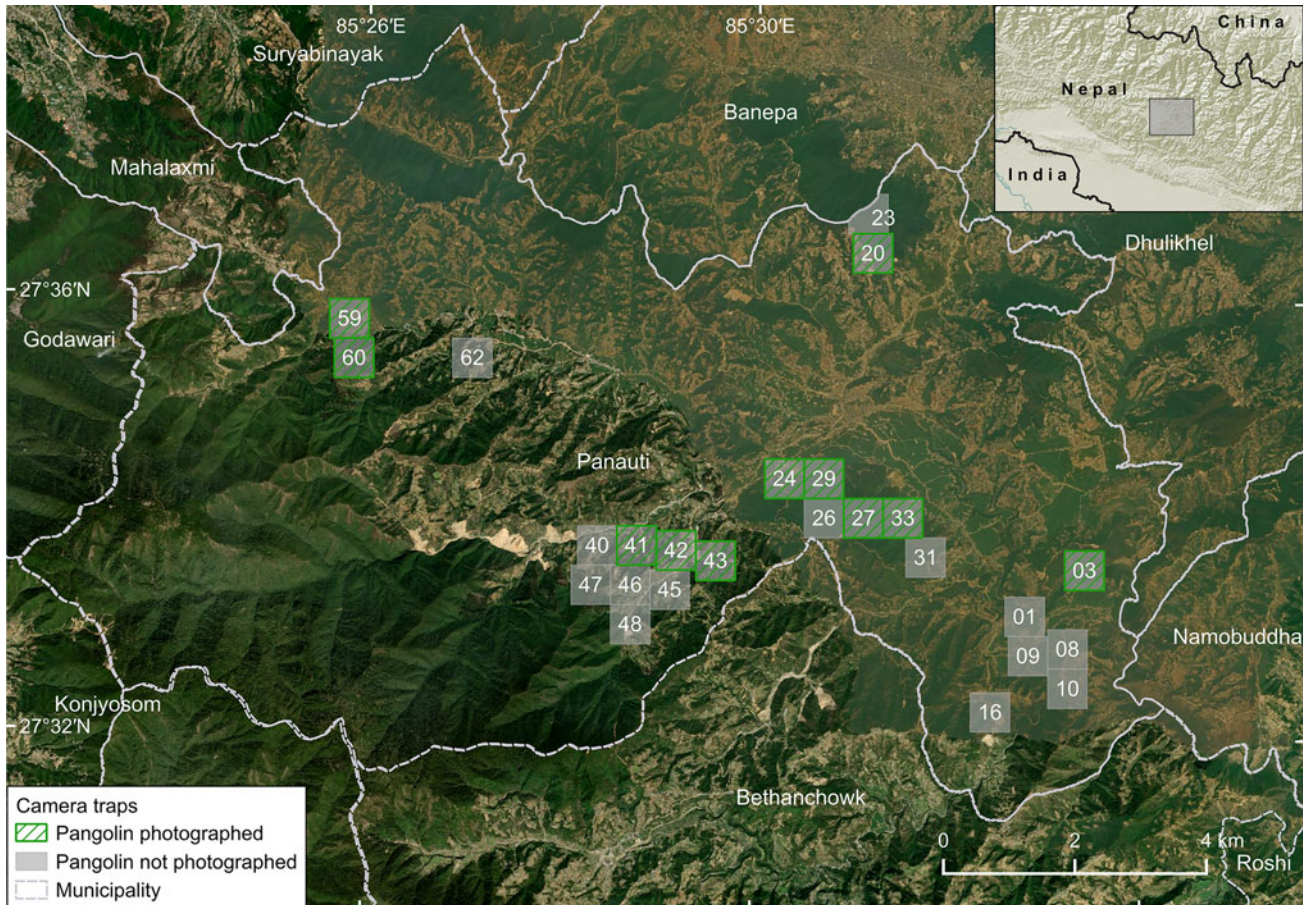 85°26'E
85°30'E
China
Suryabinayak
Nepal
Banepa
Mahalaxmi
India
23
Dhulikhel
20
27°36'N
59
Godawari
60
62
Panauti
24
29
26
27
33
40
41
42
43
31
03
47
46
45
01
48
Namobuddha
09
08
10
Konjyosom
16
27°32'N
Bethanchowk
Camera traps
Pangolin photographed
Pangolin not photographed
Municipality
0
2
4 km
Roshi